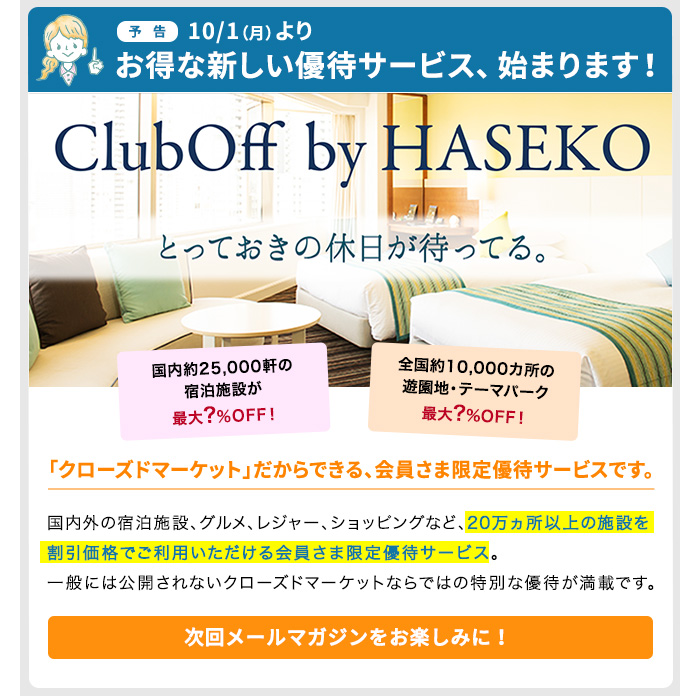 予 告 10/1（月）より
お得な新しい優待サービス、始まります！
ClubOff by HASEKO
とっておきの休日が待ってる。
国内約25,000軒の
宿泊施設が
最大?%OFF！
全国約10,000カ所の
遊園地・テーマパーク
最大?%OFF！
「クローズドマーケット」だからできる、会員さま限定優待サービスです。
国内外の宿泊施設、グルメ、レジャー、ショッピングなど、20万ヵ所以上の施設を
割引価格でご利用いただける会員さま限定優待サービス。
一般には公開されないクローズドマーケットならではの特別な優待が満載です。
次回メールマガジンをお楽しみに！